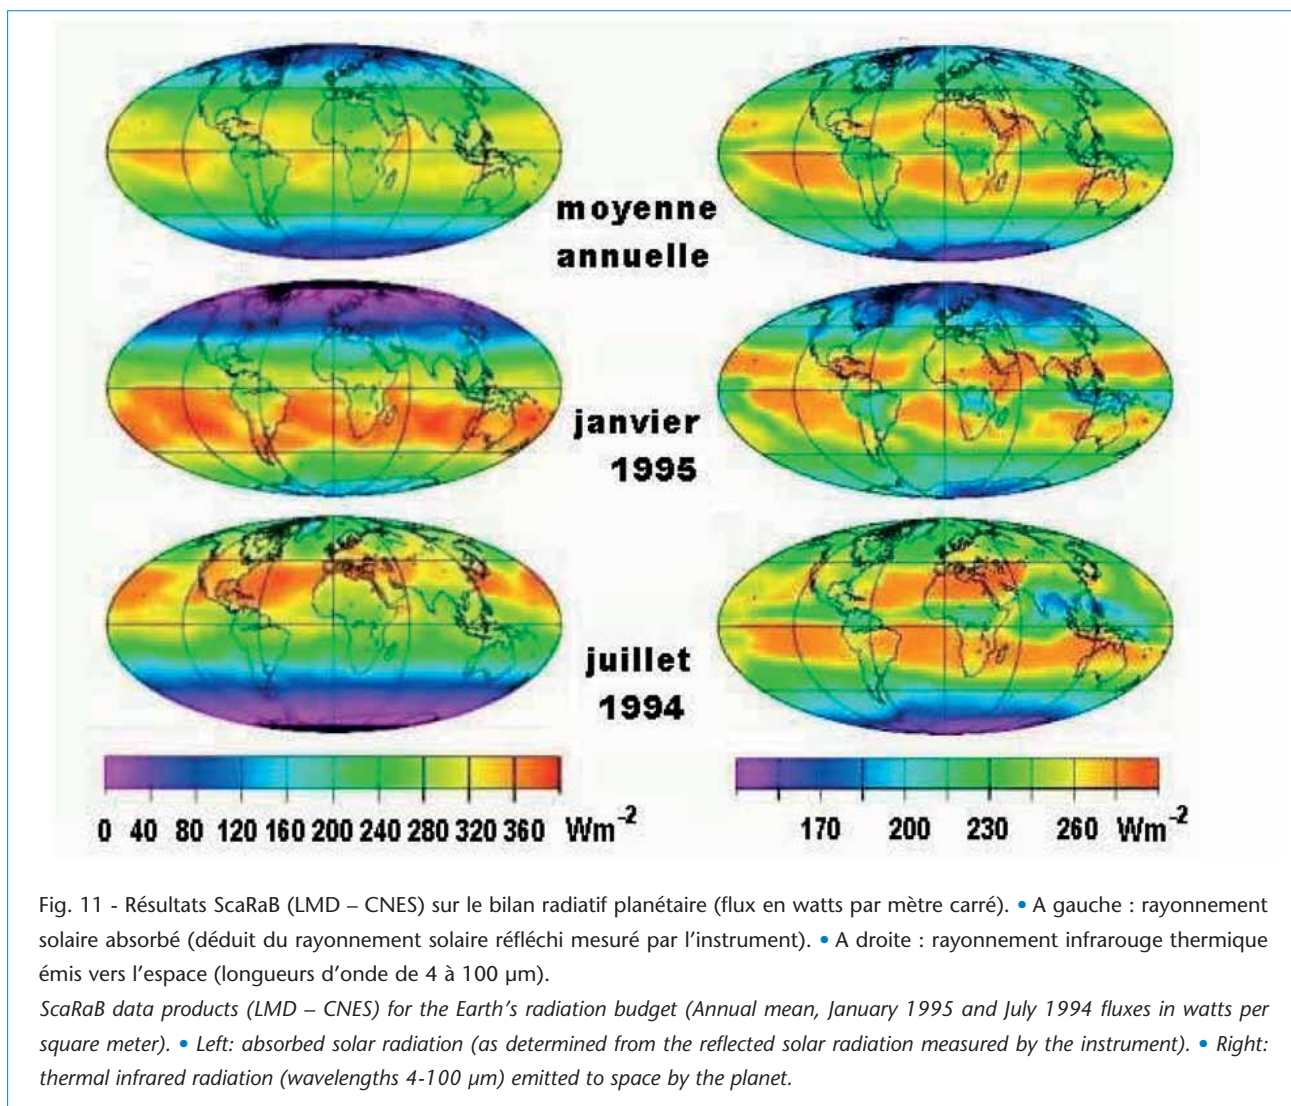 moyenne
annuelle
janvier
1995
juillet
1994
0 40 80 120 160 200 240 280 320 360 Wm⁻²
170 200 230 260 Wm⁻²
Fig. 11 - Résultats ScaRaB (LMD – CNES) sur le bilan radiatif planétaire (flux en watts par mètre carré). • A gauche : rayonnement
solaire absorbé (déduit du rayonnement solaire réfléchi mesuré par l’instrument). • A droite : rayonnement infrarouge thermique
émis vers l’espace (longueurs d’onde de 4 à 100 µm).
ScaRaB data products (LMD – CNES) for the Earth’s radiation budget (Annual mean, January 1995 and July 1994 fluxes in watts per
square meter). • Left: absorbed solar radiation (as determined from the reflected solar radiation measured by the instrument). • Right:
thermal infrared radiation (wavelengths 4-100 µm) emitted to space by the planet.